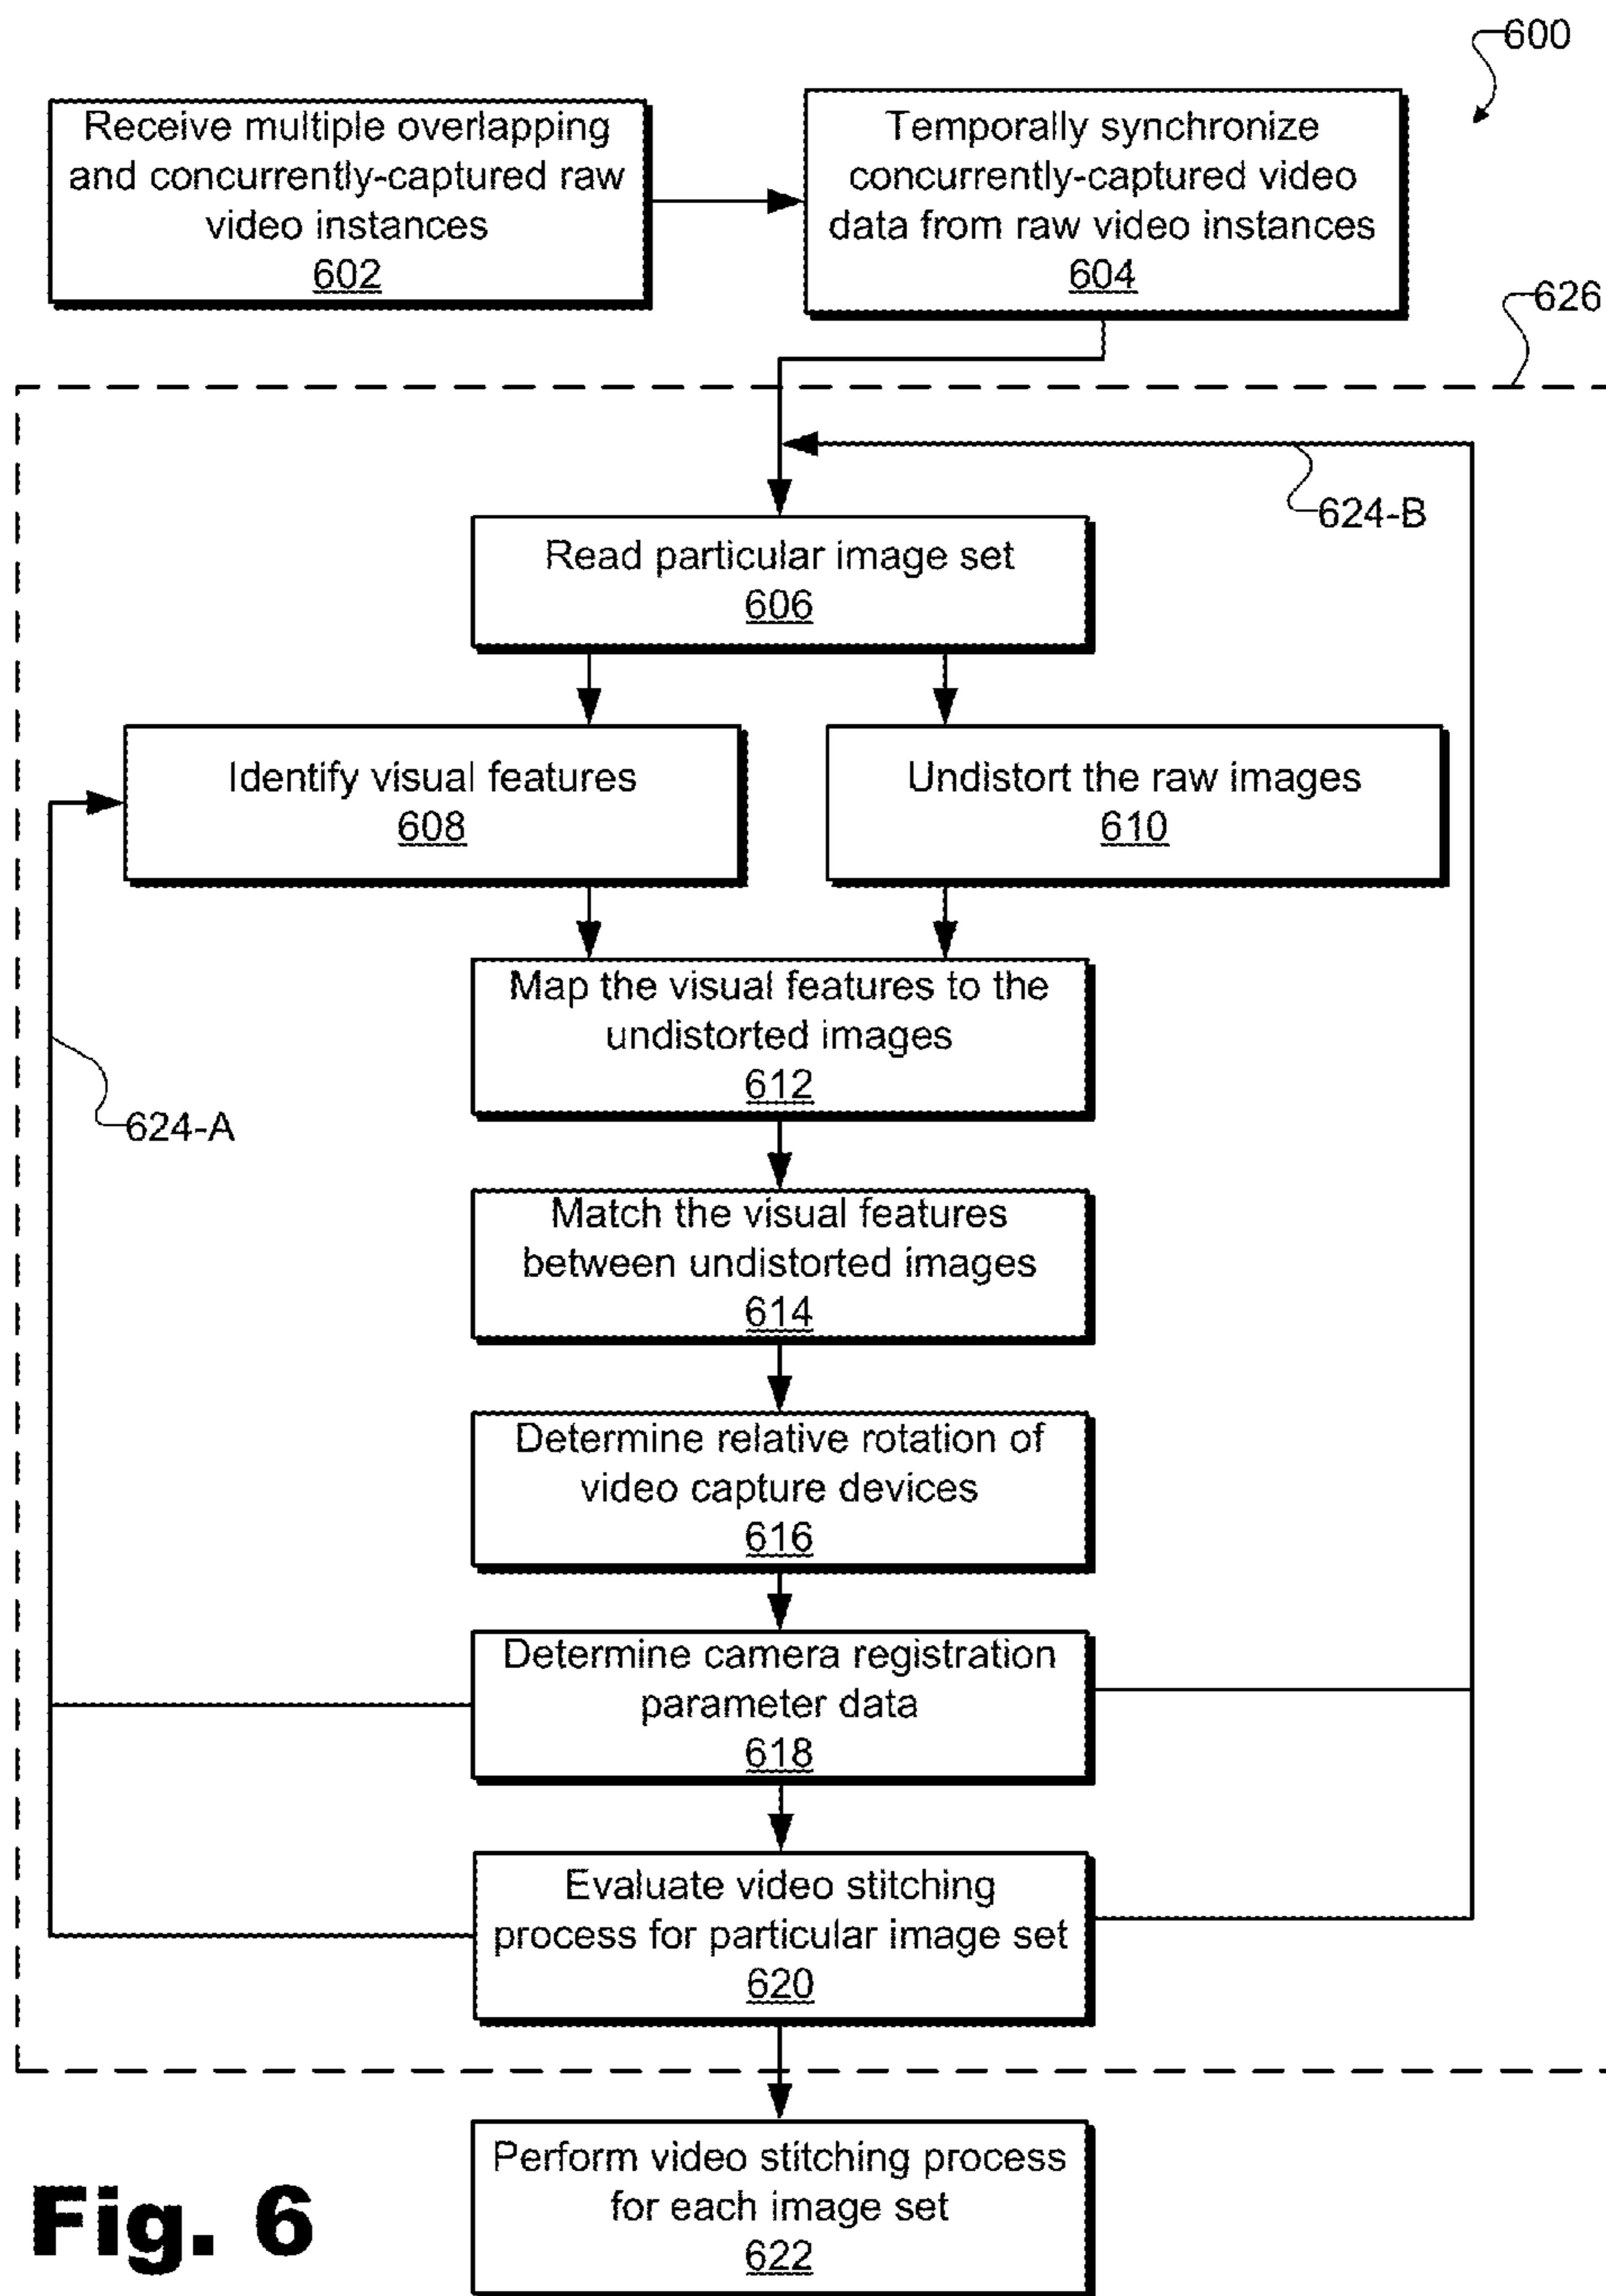 600
Receive multiple overlapping
and concurrently-captured raw
video instances
602
Temporally synchronize
concurrently-captured video
data from raw video instances
604
626
624-B
Read particular image set
606
Identify visual features
608
Undistort the raw images
610
Map the visual features to the
undistorted images
612
624-A
Match the visual features
between undistorted images
614
Determine relative rotation of
video capture devices
616
Determine camera registration
parameter data
618
Evaluate video stitching
process for particular image set
620
Perform video stitching process
for each image set
622
Fig. 6